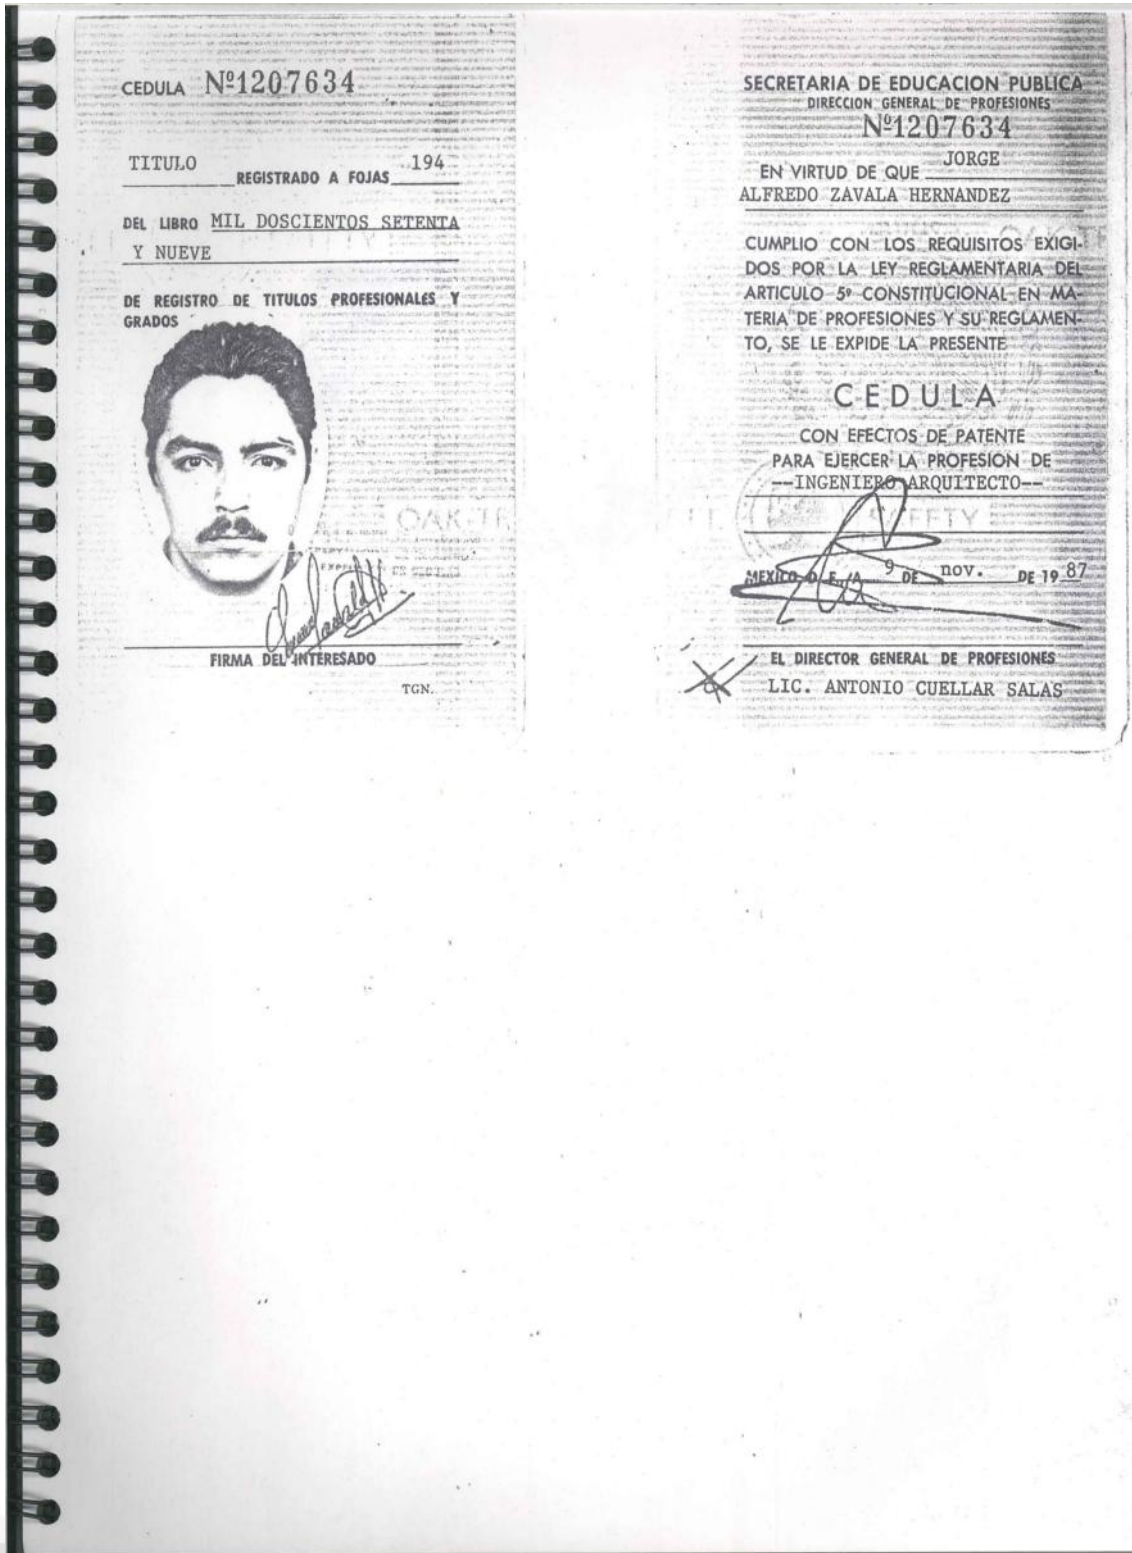 CEDULA Nº1207634
TITULO REGISTRADO A FOJAS 194
DEL LIBRO MIL DOSCIENTOS SETENTA
Y NUEVE
DE REGISTRO DE TITULOS PROFESIONALES Y
GRADOS
OAK-TR
FIRMA DEL INTERESADO
TGN.
SECRETARIA DE EDUCACION PUBLICA
DIRECCION GENERAL DE PROFESIONES
Nº1207634
EN VIRTUD DE QUE JORGE
ALFREDO ZAVALA HERNANDEZ
CUMPLIO CON LOS REQUISITOS EXIGI-
DOS POR LA LEY REGLAMENTARIA DEL
ARTICULO 5º CONSTITUCIONAL EN MA-
TERIA DE PROFESIONES Y SU REGLAMEN-
TO, SE LE EXPIDE LA PRESENTE
CEDULA
CON EFECTOS DE PATENTE
PARA EJERCER LA PROFESION DE
--INGENIERO ARQUITECTO--
SAFETY
MEXICO D.F., A 9 DE nov. DE 1987
EL DIRECTOR GENERAL DE PROFESIONES
LIC. ANTONIO CUELLAR SALAS